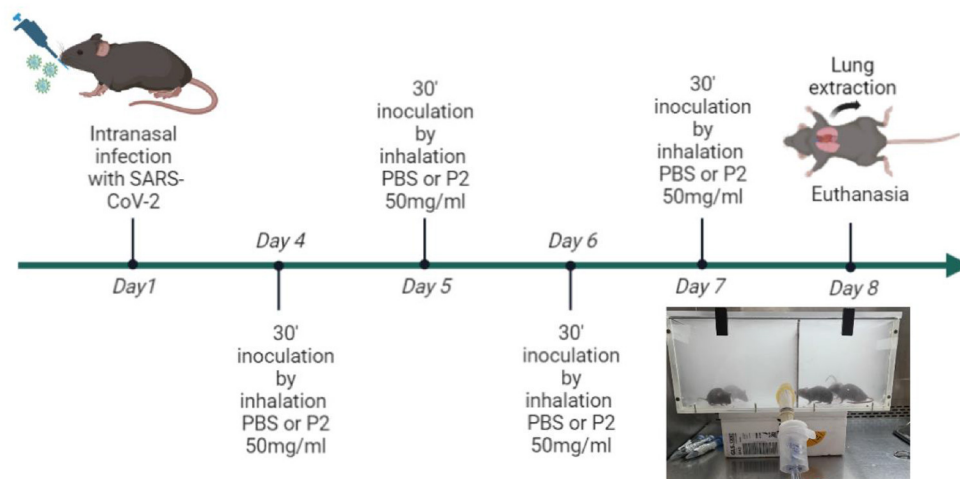 Intranasal
infection
with SARS-
CoV-2
Day1
Day 4
30'
inoculation
by
inhalation
PBS or P2
50mg/ml
30'
inoculation
by
inhalation
PBS or P2
50mg/ml
Day 5
Day 6
30'
inoculation
by
inhalation
PBS or P2
50mg/ml
30'
inoculation
by
inhalation
PBS or P2
50mg/ml
Day 7
Lung
extraction
Euthanasia
Day 8